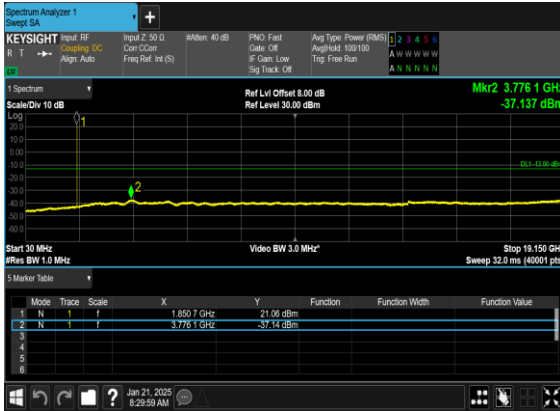 Spectrum Analyzer 1
Swept SA
KEYSIGHT
R T
Input: RF
Coupling: DC
Align: Auto
Input Z: 50 Ω
Corr CCorr
Freq Ref: Int (S)
#Atten: 40 dB
PNO: Fast
Gate: Off
IF Gain: Low
Sig Track: Off
Avg Type: Power (RMS)
Avg|Hold: 100/100
Trig: Free Run
1 2 3 4 5 6
A W W W W W
A N N N N N
1 Spectrum
Scale/Div 10 dB
Ref Lvl Offset 8.00 dB
Ref Level 30.00 dBm
Mkr2 3.776 1 GHz
-37.137 dBm
Log
20.0
10.0
0.00
-10.0
-20.0
-30.0
-40.0
-50.0
-60.0
1
2
DL1 -13.00 dBm
Start 30 MHz
#Res BW 1.0 MHz
Video BW 3.0 MHz*
Stop 19.150 GHz
Sweep 32.0 ms (40001 pts)
5 Marker Table
Mode Trace Scale X Y Function Function Width Function Value
1 N 1 f 1.850 7 GHz 21.06 dBm
2 N 1 f 3.776 1 GHz -37.14 dBm
3
4
5
6
? Jan 21, 2025
8:29:59 AM